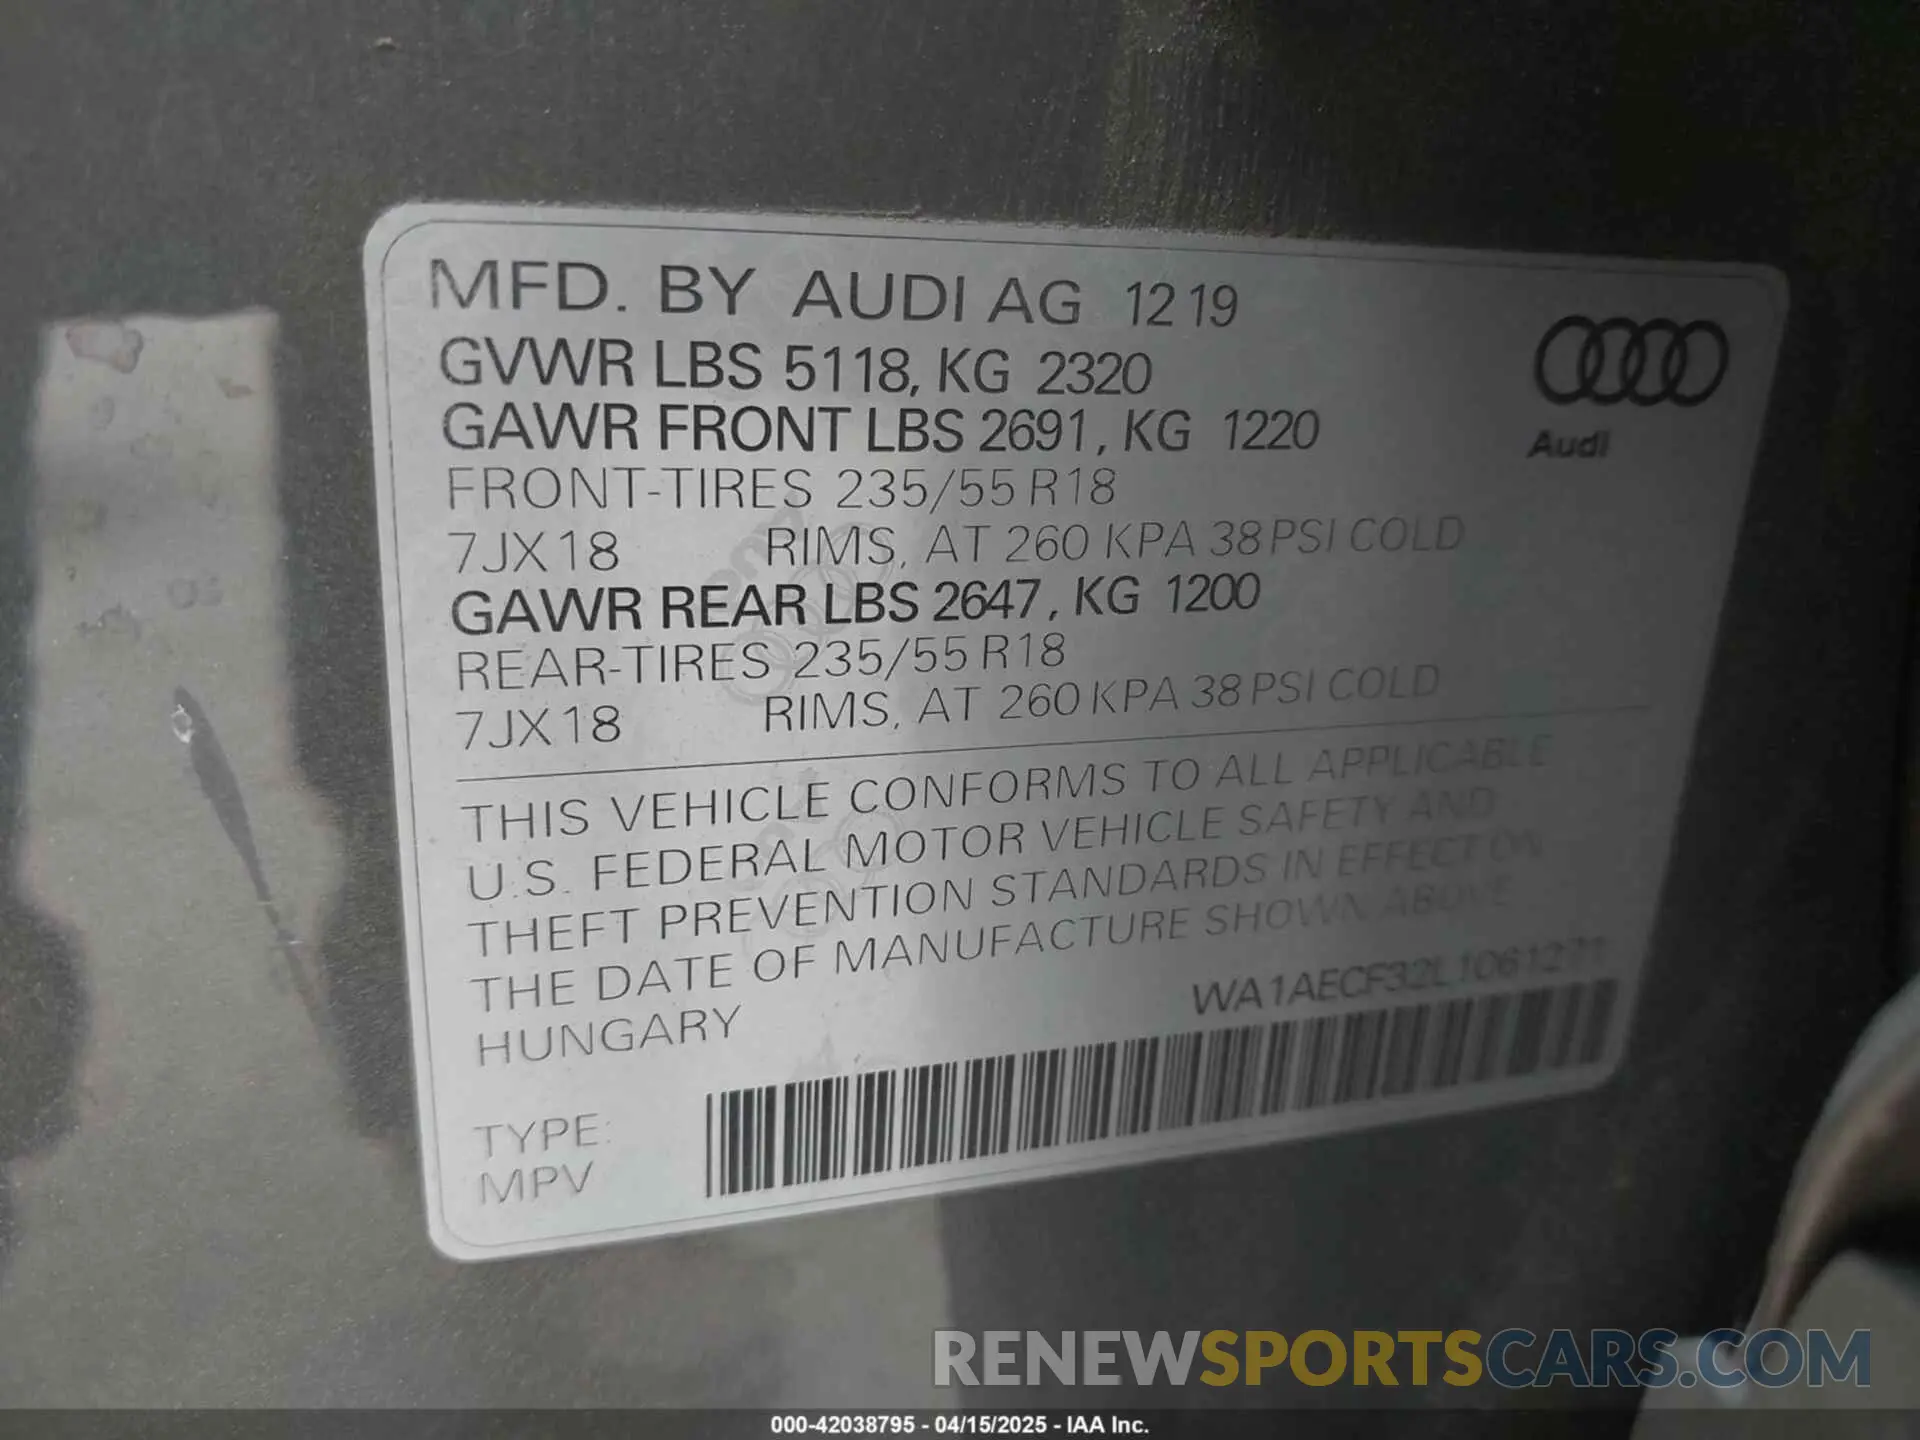 MFD. BY AUDI AG 12 19
GVWR LBS 5118, KG 2320
GAWR FRONT LBS 2691, KG 1220
FRONT-TIRES 235/55 R18
7JX18 RIMS, AT 260 KPA 38 PSI COLD
GAWR REAR LBS 2647, KG 1200
REAR-TIRES 235/55 R18
7JX18 RIMS, AT 260 KPA 38 PSI COLD
Audi
THIS VEHICLE CONFORMS TO ALL APPLICABLE
U.S. FEDERAL MOTOR VEHICLE SAFETY AND
THEFT PREVENTION STANDARDS IN EFFECT ON
THE DATE OF MANUFACTURE SHOWN ABOVE
HUNGARY
WA1AECF32L1061271
TYPE:
MPV
RENEWSPORTSCARS.COM
000-42038795 - 04/15/2025 - IAA Inc.